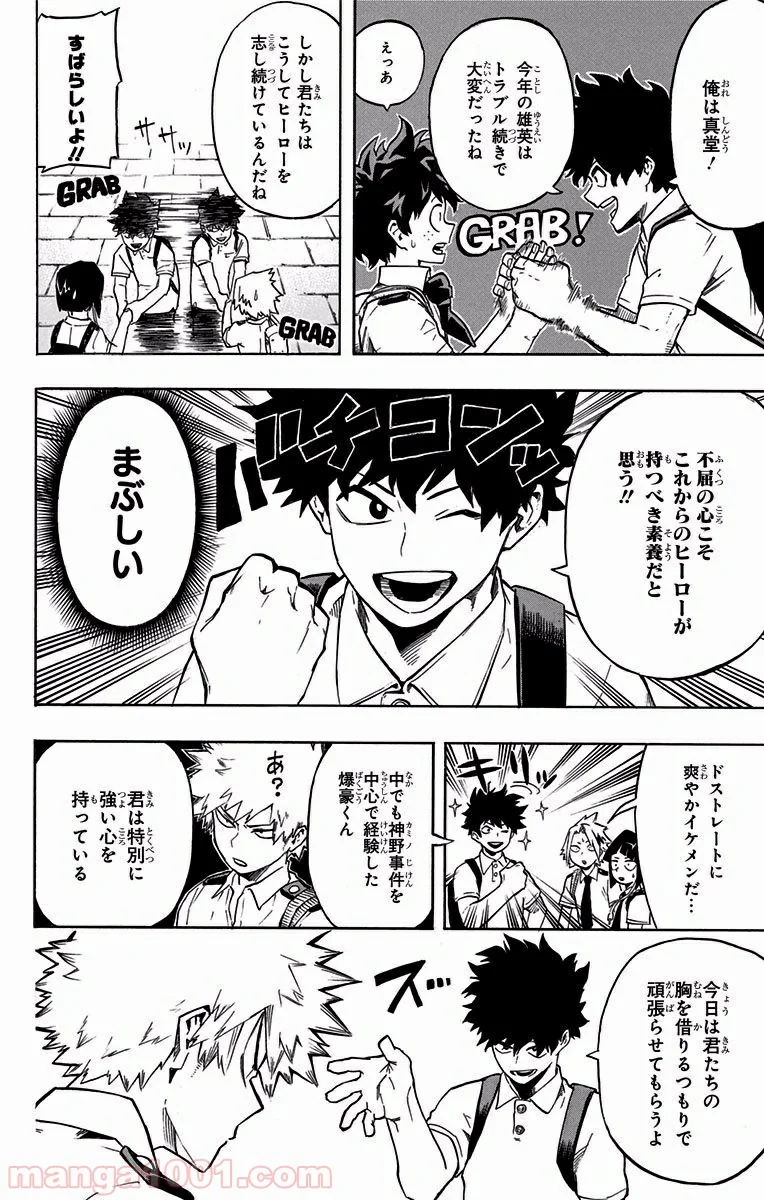 俺は真堂!
今年の雄英は
トラブル続きで
大変だったね
えっあ
GRAB!
しかし君たちは
こうしてヒーローを
志し続けているんだね
すばらしいよ!!
ササッ
GRAB
GRAB
不屈の心こそ
これからのヒーローが
持つべき素養だと
思う!!
バチコンッ
まぶしい
ドストレートに
爽やかイケメンだ…
キリッ
中でも神野事件を
中心で経験した
爆豪くん
あ?
君は特別に
強い心を
持っている
今日は君たちの
胸を借りるつもりで
頑張らせてもらうよ
スッ…
manga1001.com